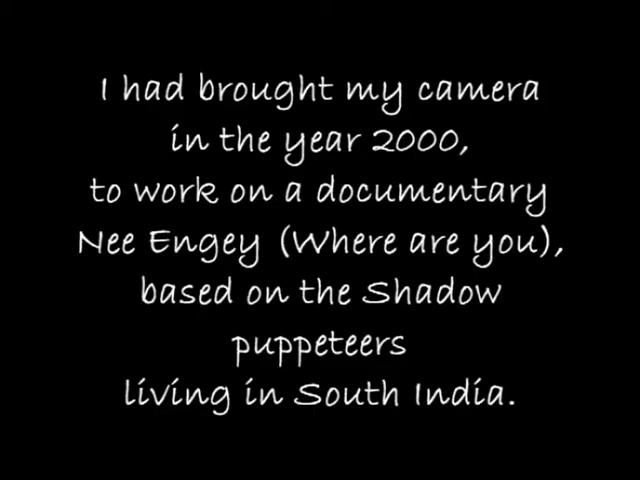 I had brought my camera
in the year 2000,
to work on a documentary
Nee Engey (Where are you),
based on the Shadow
puppeteers
living in South India.